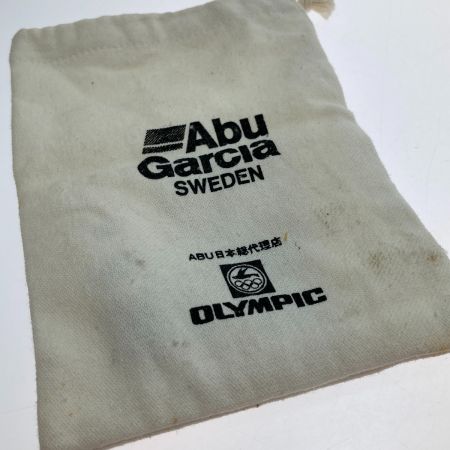 Abu
Garcia
SWEDEN
ABU日本総代理店
OLYMPIC